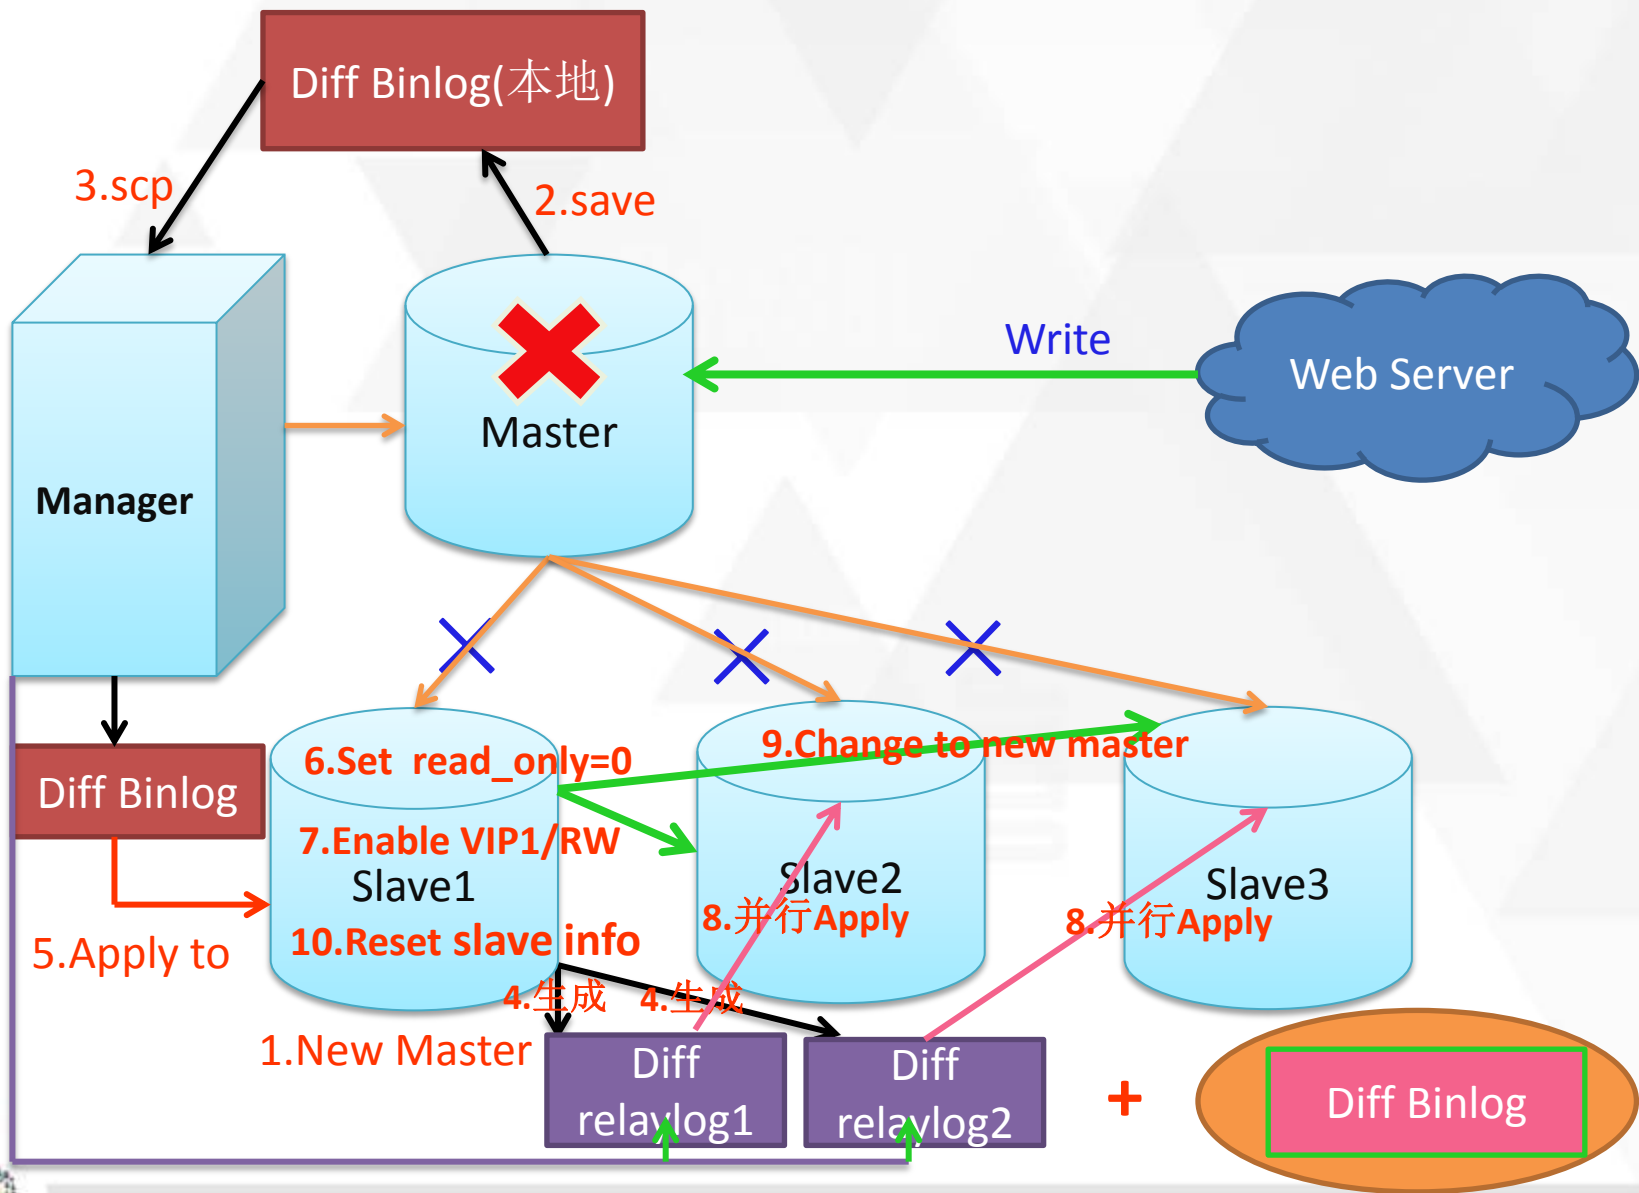 Diff Binlog(本地)
3.scp
2.save
Write
Web Server
Master
Manager
6.Set read_only=0
9.Change to new master
Diff Binlog
7.Enable VIP1/RW
Slave1
Slave2
Slave3
8.并行Apply
8.并行Apply
5.Apply to
10.Reset slave info
4.生成
4.生成
1.New Master
Diff
relaylog1
Diff
relaylog2
+
Diff Binlog